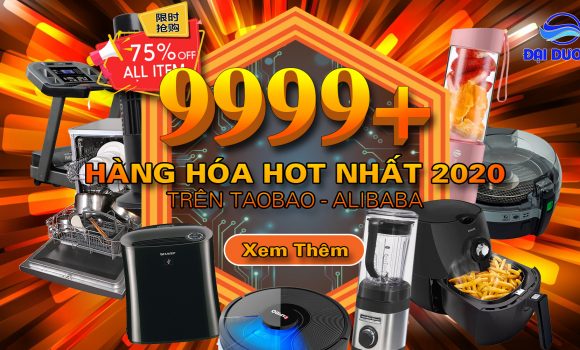 限时
抢购
75% OFF
ALL ITEM
ĐẠI DƯƠ
9999+
HÀNG HÓA HOT NHẤT 2020
TRÊN TAOBAO - ALIBABA
Xem Thêm
SHARP